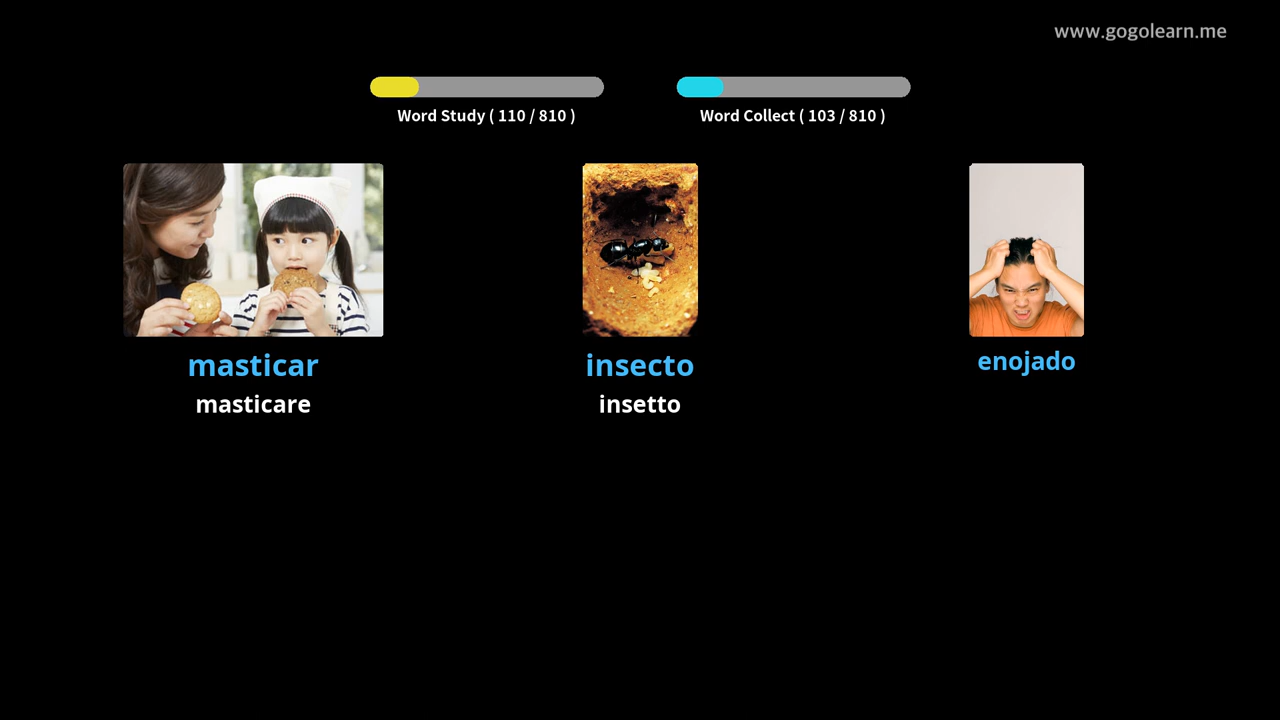 www.gogolearn.me
Word Study ( 110 / 810 )
Word Collect ( 103 / 810 )
masticar
masticare
insecto
insetto
enojado